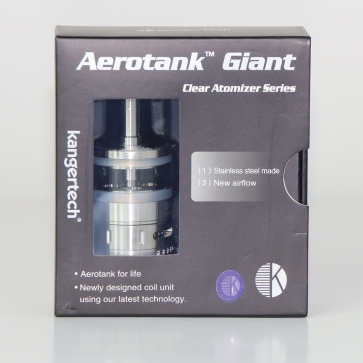 Aerotank™ Giant
Clear Atomizer Series
kangertech®
(1) Stainless steel made
(2) New airflow
• Aerotank for life
• Newly designed coil unit
using our latest technology.
K